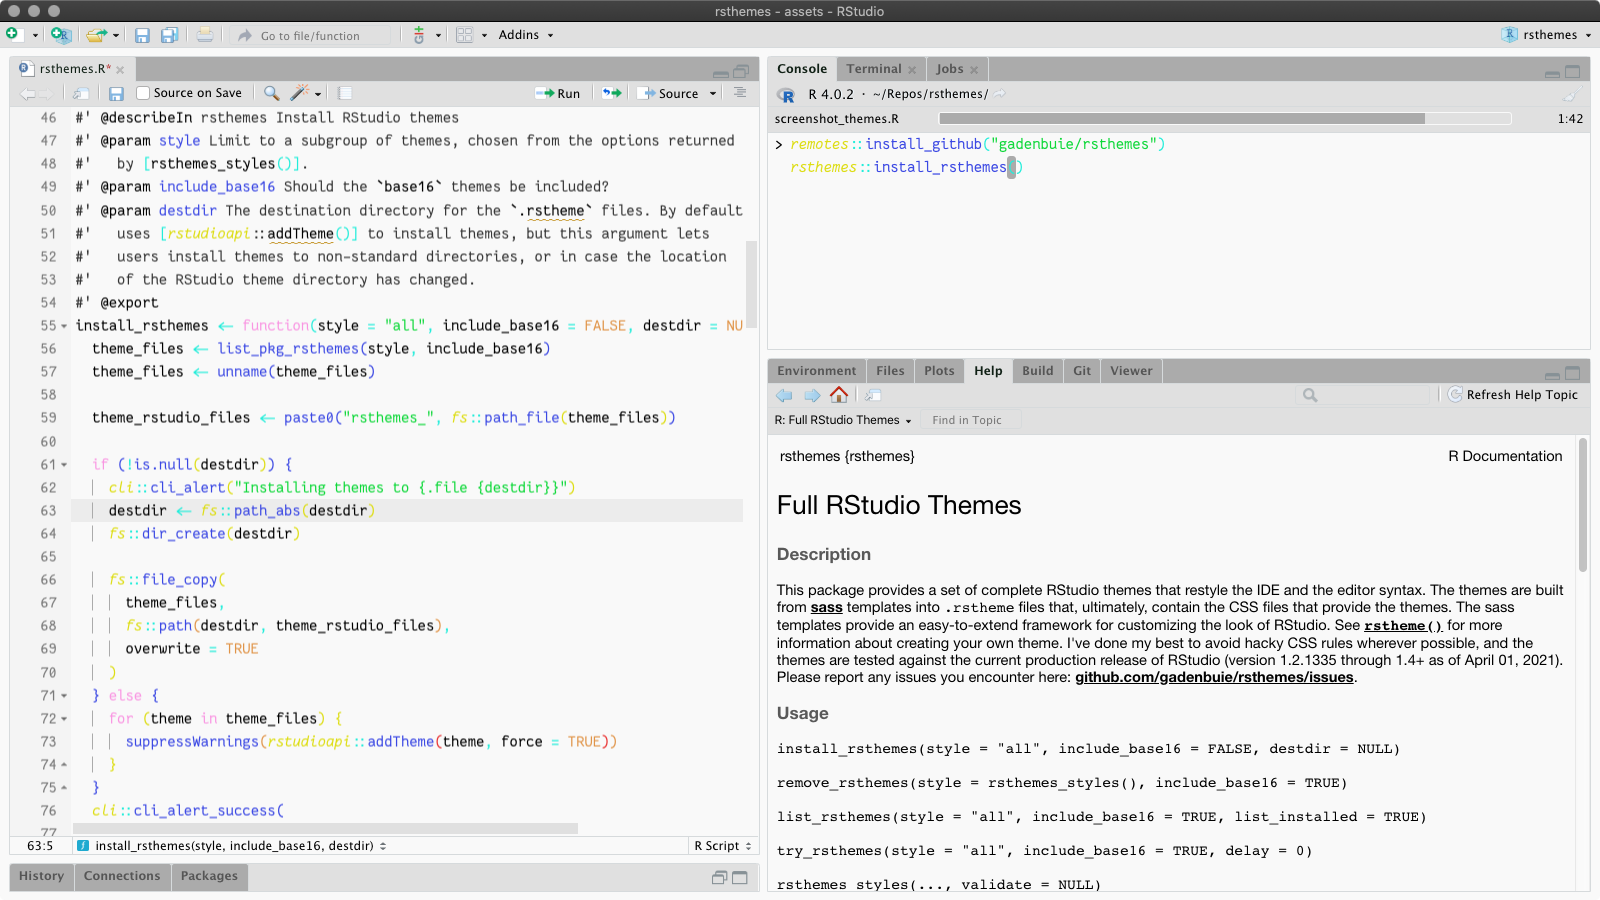 rsthemes - assets - RStudio
Go to file/function
Addins
rsthemes
rsthemes.R*
Source on Save
Run
Source
46 #' @describeIn rsthemes Install RStudio themes
47 #' @param style Limit to a subgroup of themes, chosen from the options returned
48 #'   by [rsthemes_styles()].
49 #' @param include_base16 Should the `base16` themes be included?
50 #' @param destdir The destination directory for the `.rstheme` files. By default
51 #'   uses [rstudioapi::addTheme()] to install themes, but this argument lets
52 #'   users install themes to non-standard directories, or in case the location
53 #'   of the RStudio theme directory has changed.
54 #' @export
55 install_rsthemes <- function(style = "all", include_base16 = FALSE, destdir = NU
56   theme_files <- list_pkg_rsthemes(style, include_base16)
57   theme_files <- unname(theme_files)
58
59   theme_rstudio_files <- paste0("rsthemes_", fs::path_file(theme_files))
60
61   if (!is.null(destdir)) {
62     cli::cli_alert("Installing themes to {.file {destdir}}")
63     destdir <- fs::path_abs(destdir)
64     fs::dir_create(destdir)
65
66     fs::file_copy(
67       theme_files,
68       fs::path(destdir, theme_rstudio_files),
69       overwrite = TRUE
70     )
71   } else {
72     for (theme in theme_files) {
73       suppressWarnings(rstudioapi::addTheme(theme, force = TRUE))
74     }
75   }
76   cli::cli_alert_success(
77
63:5 install_rsthemes(style, include_base16, destdir) R Script
History Connections Packages
Console Terminal Jobs
R 4.0.2 · ~/Repos/rsthemes/
screenshot_themes.R 1:42
> remotes::install_github("gadenbuie/rsthemes")
rsthemes::install_rsthemes()
Environment Files Plots Help Build Git Viewer
Refresh Help Topic
R: Full RStudio Themes Find in Topic
rsthemes {rsthemes} R Documentation
Full RStudio Themes
Description
This package provides a set of complete RStudio themes that restyle the IDE and the editor syntax. The themes are built
from sass templates into .rstheme files that, ultimately, contain the CSS files that provide the themes. The sass
templates provide an easy-to-extend framework for customizing the look of RStudio. See rstheme() for more
information about creating your own theme. I've done my best to avoid hacky CSS rules wherever possible, and the
themes are tested against the current production release of RStudio (version 1.2.1335 through 1.4+ as of April 01, 2021).
Please report any issues you encounter here: github.com/gadenbuie/rsthemes/issues.
Usage
install_rsthemes(style = "all", include_base16 = FALSE, destdir = NULL)
remove_rsthemes(style = rsthemes_styles(), include_base16 = TRUE)
list_rsthemes(style = "all", include_base16 = TRUE, list_installed = TRUE)
try_rsthemes(style = "all", include_base16 = TRUE, delay = 0)
rsthemes_styles(..., validate = NULL)